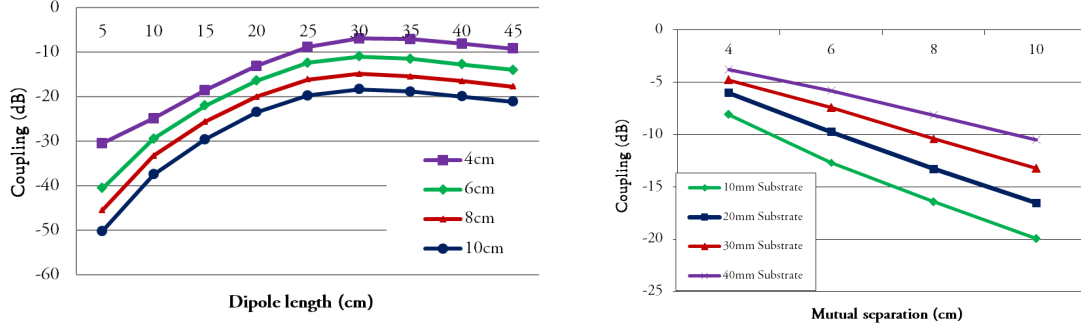 0
5 10 15 20 25 30 35 40 45
-10
-20
-30
-40
-50
-60
Coupling (dB)
4cm
6cm
8cm
10cm
Dipole length (cm)
0
4 6 8 10
-5
-10
-15
-20
-25
Coupling (dB)
10mm Substrate
20mm Substrate
30mm Substrate
40mm Substrate
Mutual separation (cm)